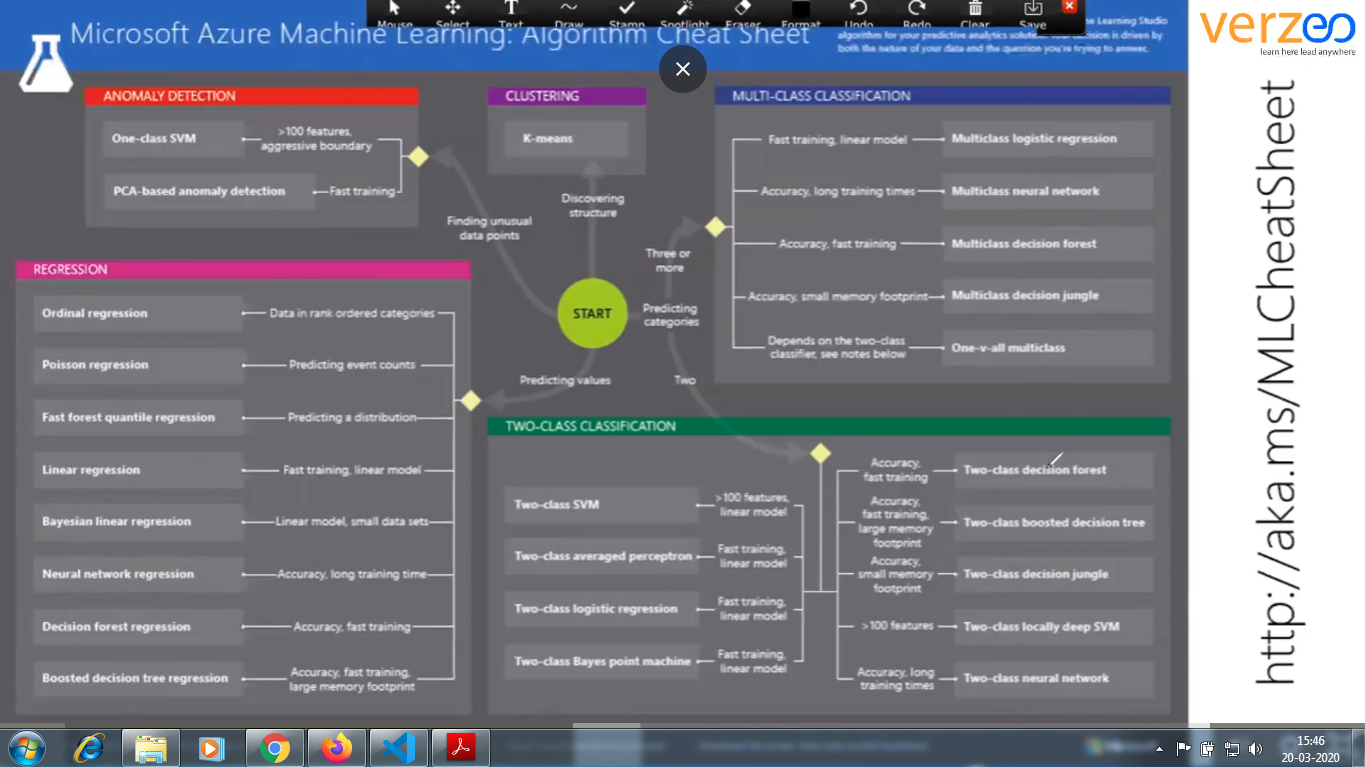 Mouse Select Text Draw Stamp Spotlight Eraser Format Undo Redo Clear Save
Microsoft Azure Machine Learning: Algorithm Cheat Sheet
algorithm for your predictive analytics
both the nature of your data and the question you're trying to answer.
verzeo
learn here lead anywhere
http://aka.ms/MLCheatSheet
ANOMALY DETECTION
One-class SVM
>100 features,
aggressive boundary
PCA-based anomaly detection
Fast training
CLUSTERING
K-means
MULTI-CLASS CLASSIFICATION
Fast training, linear model
Multiclass logistic regression
Accuracy, long training times
Multiclass neural network
Accuracy, fast training
Multiclass decision forest
Accuracy, small memory footprint
Multiclass decision jungle
Depends on the two-class
classifier, see notes below
One-v-all multiclass
Discovering
structure
Finding unusual
data points
Three or
more
START
Predicting
categories
Predicting values
Two
REGRESSION
Ordinal regression
Data in rank ordered categories
Poisson regression
Predicting event counts
Fast forest quantile regression
Predicting a distribution
Linear regression
Fast training, linear model
Bayesian linear regression
Linear model, small data sets
Neural network regression
Accuracy, long training time
Decision forest regression
Accuracy, fast training
Boosted decision tree regression
Accuracy, fast training,
large memory footprint
TWO-CLASS CLASSIFICATION
Two-class SVM
>100 features,
linear model
Two-class averaged perceptron
Fast training,
linear model
Two-class logistic regression
Fast training,
linear model
Two-class Bayes point machine
Fast training,
linear model
Accuracy,
fast training
Two-class decision forest
Accuracy,
fast training,
large memory
footprint
Two-class boosted decision tree
Accuracy,
small memory
footprint
Two-class decision jungle
>100 features
Two-class locally deep SVM
Accuracy, long
training times
Two-class neural network
15:46
20-03-2020